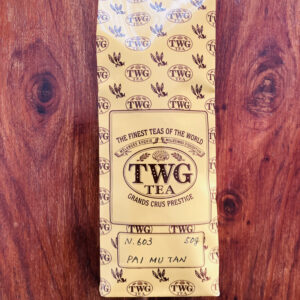 THE FINEST TEAS OF THE WORLD
TWG
TEA
GRANDS CRUS PRESTIGE
N. 603 50g
PAI MU TAN